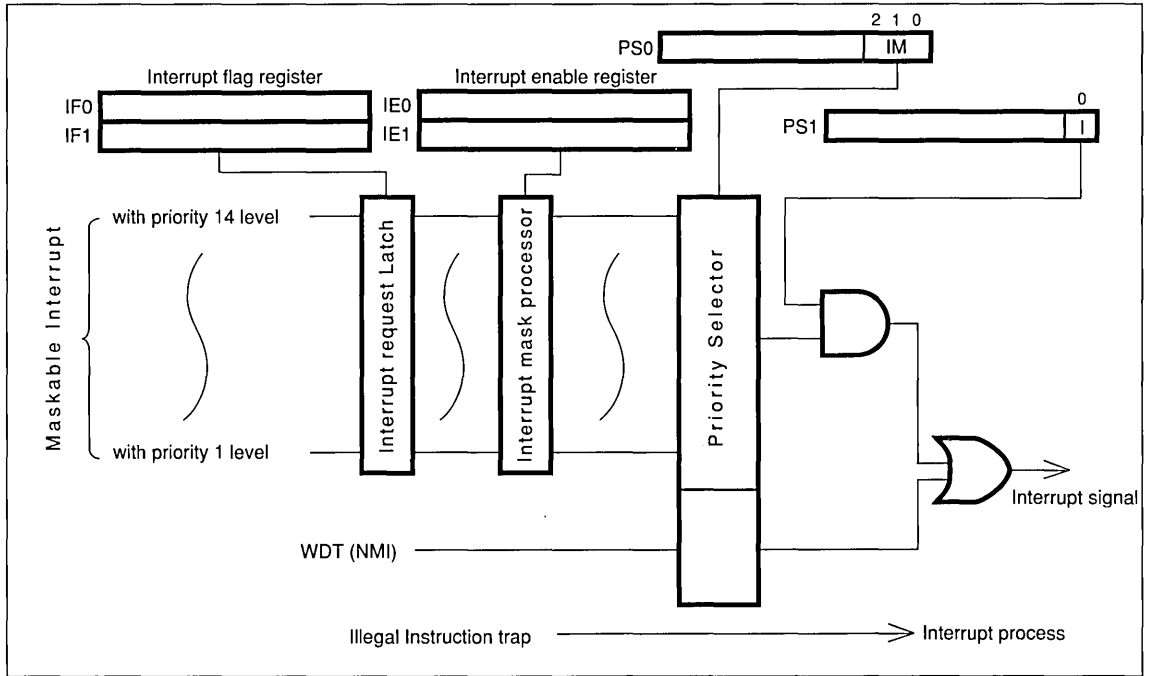 2 1 0
PS0 IM
Interrupt flag register
Interrupt enable register
IF0
IF1
IE0
IE1
0
PS1 I
Maskable Interrupt
with priority 14 level
with priority 1 level
Interrupt request Latch
Interrupt mask processor
Priority Selector
Interrupt signal
WDT (NMI)
Illegal Instruction trap
Interrupt process